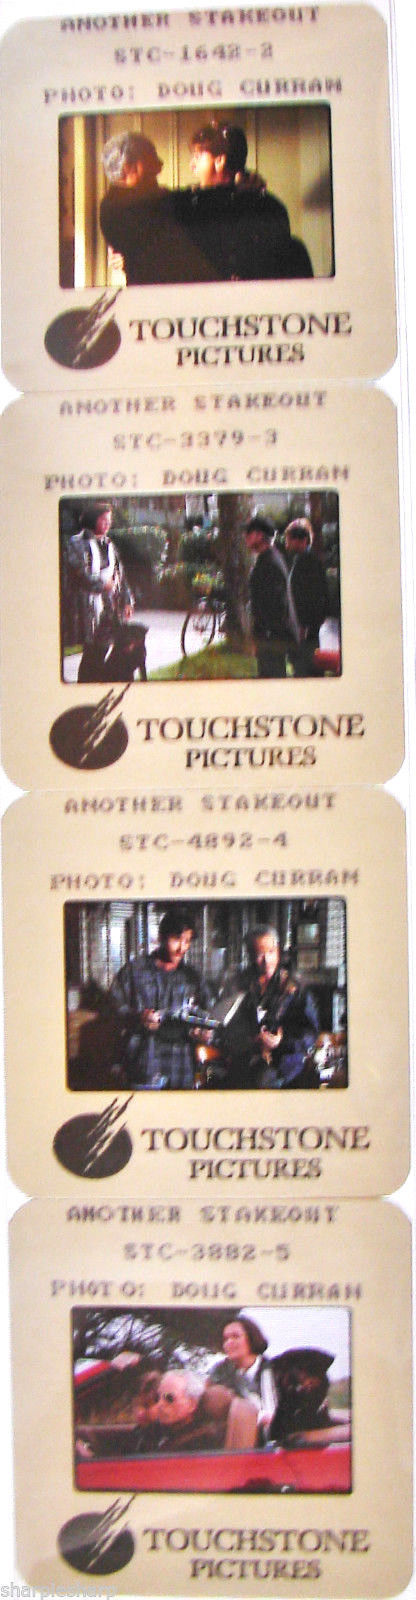 ANOTHER STAKEOUT
STC-1642-2
PHOTO: DOUG CURRAN
TOUCHSTONE
PICTURES
ANOTHER STAKEOUT
STC-3379-3
PHOTO: DOUG CURRAN
TOUCHSTONE
PICTURES
ANOTHER STAKEOUT
STC-4892-4
PHOTO: DOUG CURRAN
TOUCHSTONE
PICTURES
ANOTHER STAKEOUT
STC-3882-5
PHOTO: DOUG CURRAN
TOUCHSTONE
PICTURES
sharpiesharp